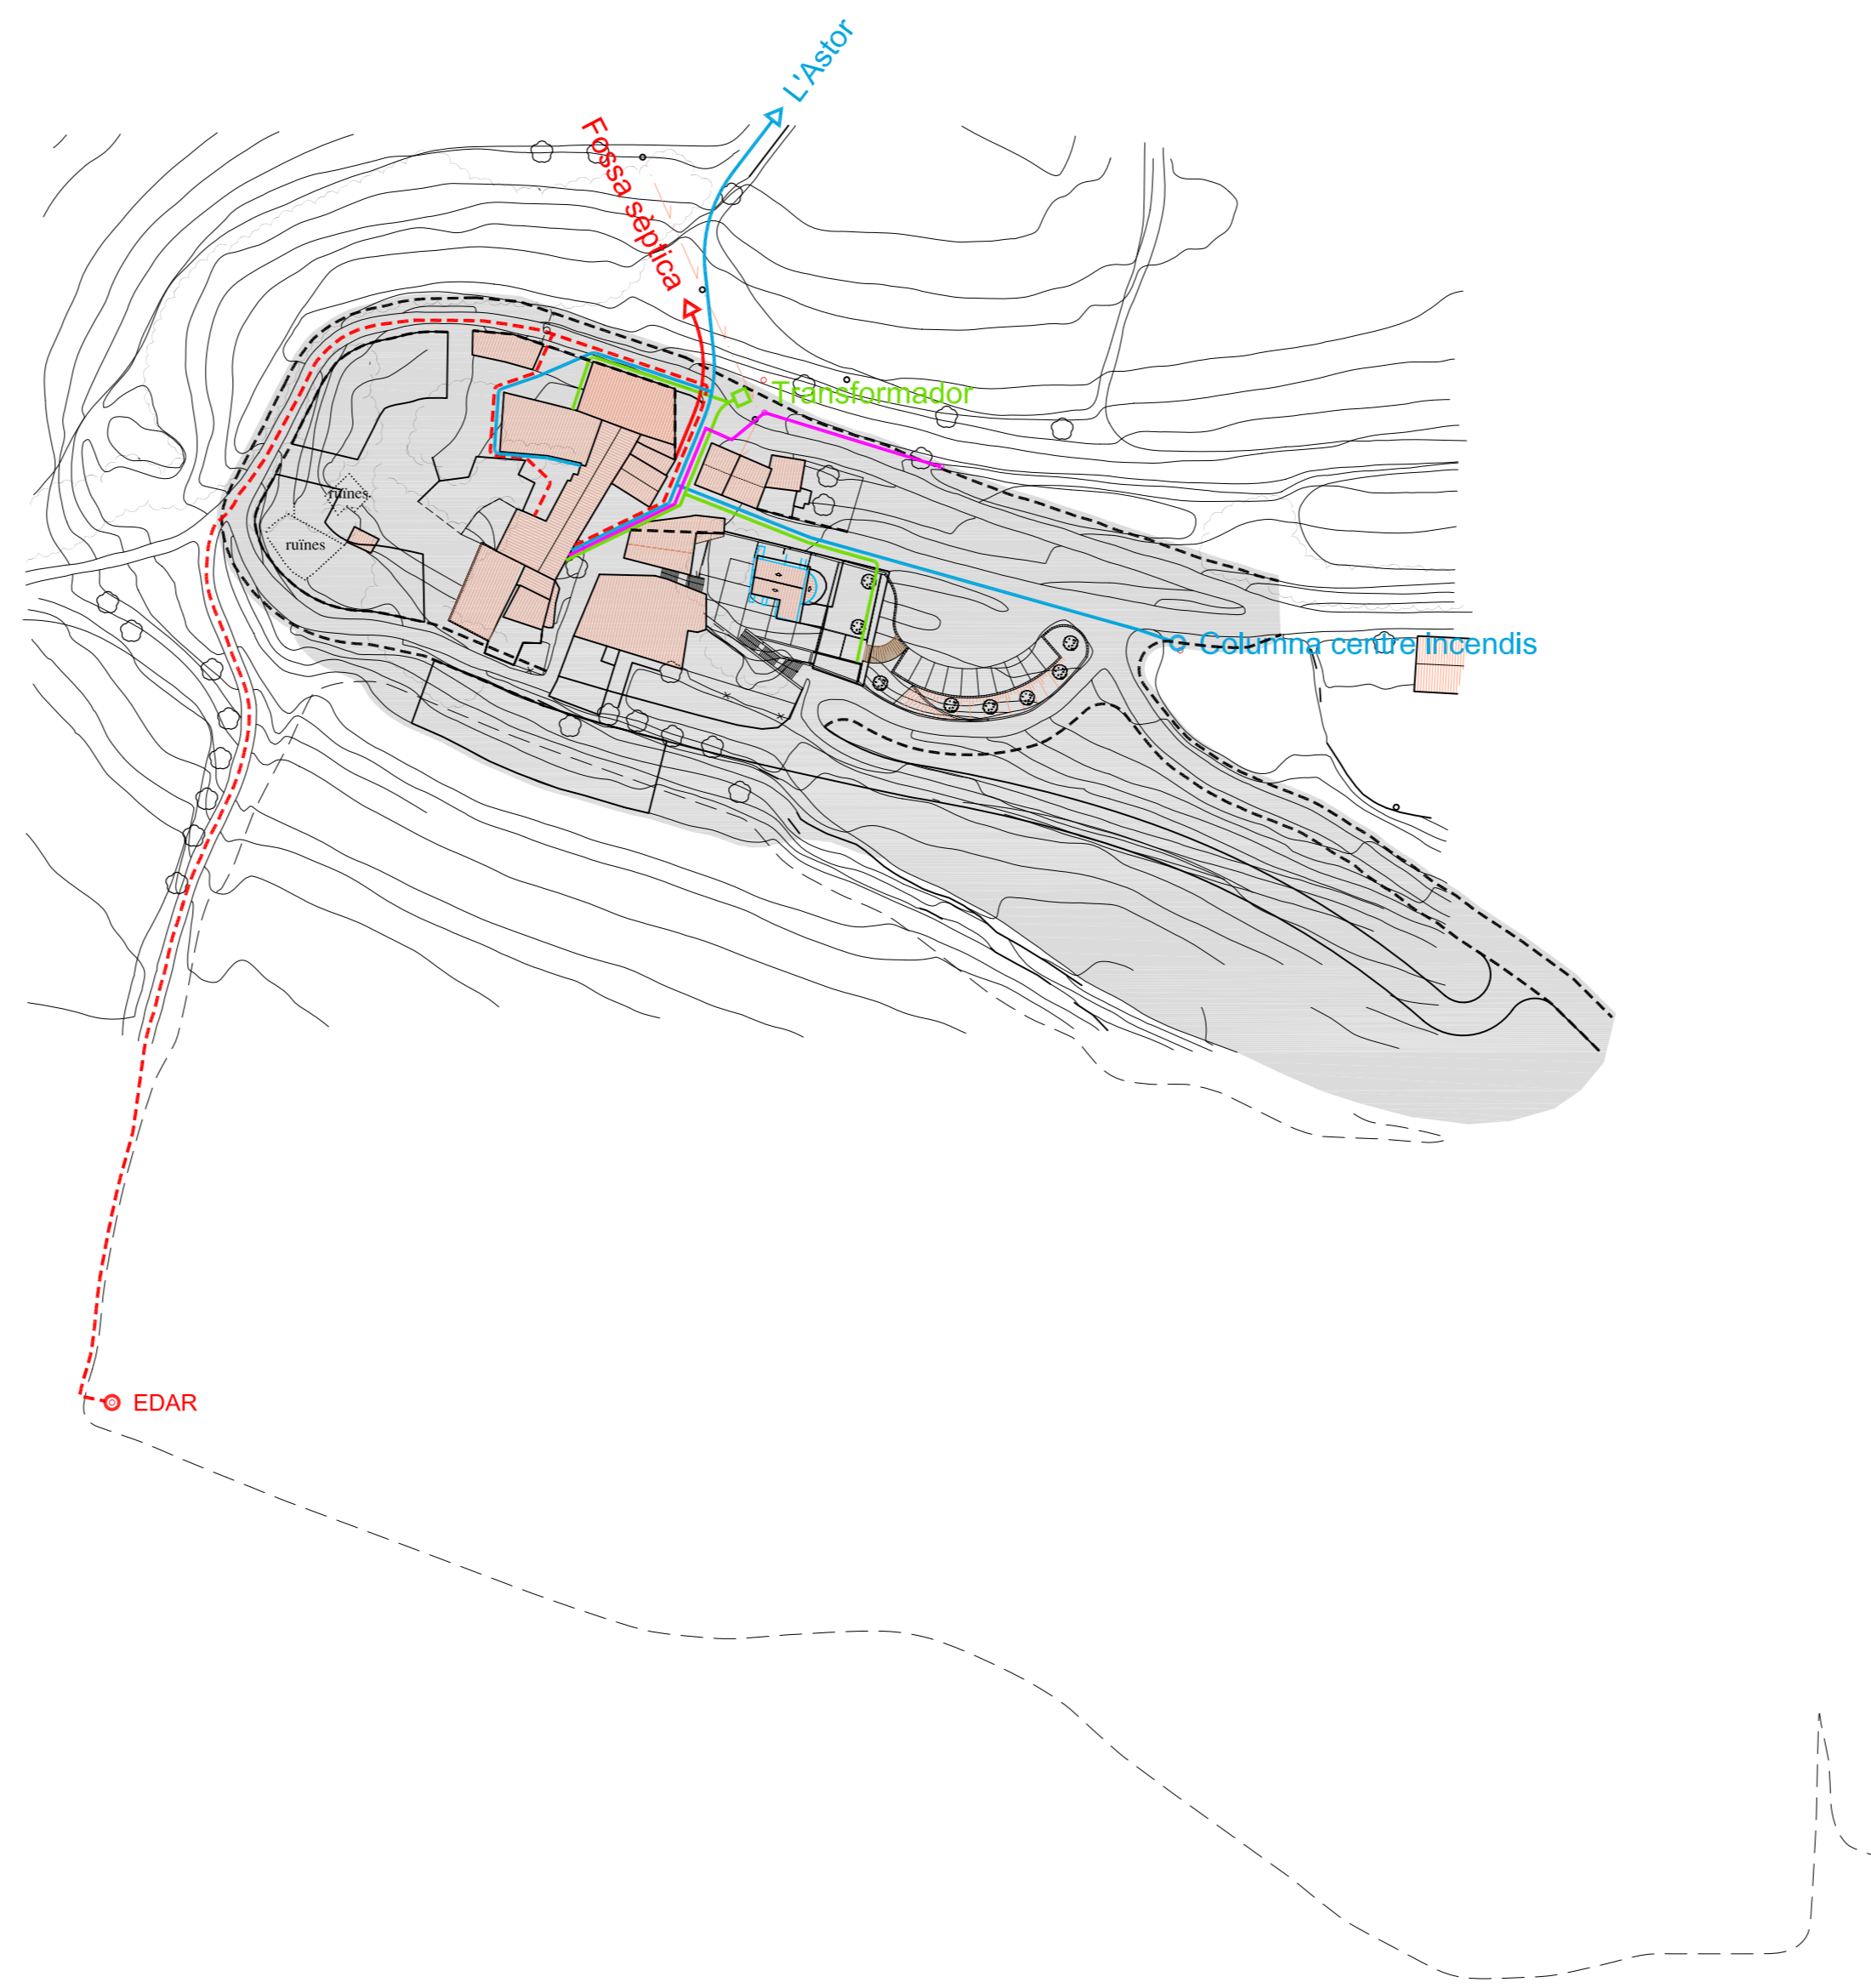 L'Astor
Fossa sèptica
Transformador
ruïnes
ruïnes
Columna centre Incendis
EDAR